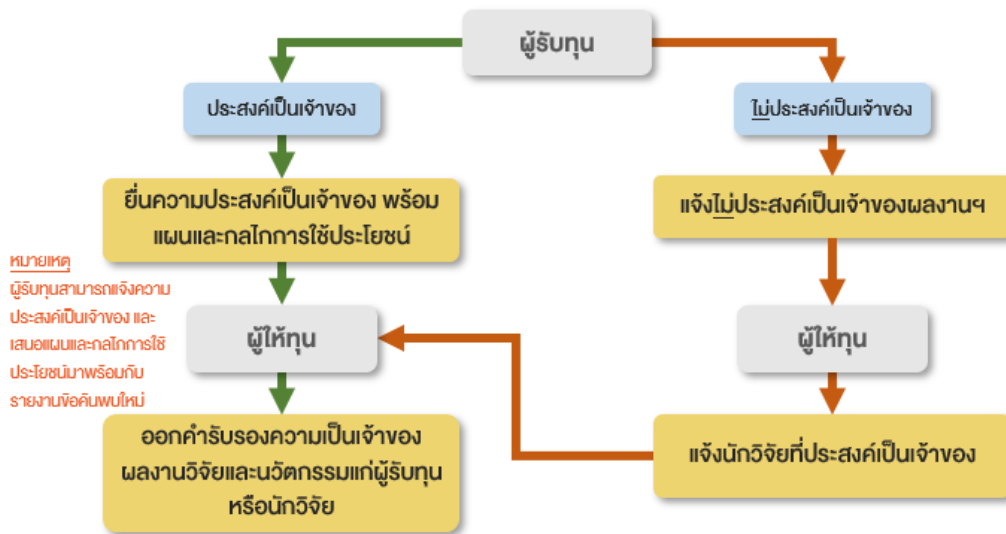 ผู้รับทุน
ประสงค์เป็นเจ้าของ
ไม่ประสงค์เป็นเจ้าของ
ยื่นความประสงค์เป็นเจ้าของ พร้อม
แผนและกลไกการใช้ประโยชน์
แจ้งไม่ประสงค์เป็นเจ้าของผลงานฯ
หมายเหตุ
ผู้รับทุนสามารถแจ้งความ
ประสงค์เป็นเจ้าของ และ
เสนอแผนและกลไกการใช้
ประโยชน์มาพร้อมกับ
รายงานข้อค้นพบใหม่
ผู้ให้ทุน
ผู้ให้ทุน
ออกคำรับรองความเป็นเจ้าของ
ผลงานวิจัยและนวัตกรรมแก่ผู้รับทุน
หรือนักวิจัย
แจ้งนักวิจัยที่ประสงค์เป็นเจ้าของ